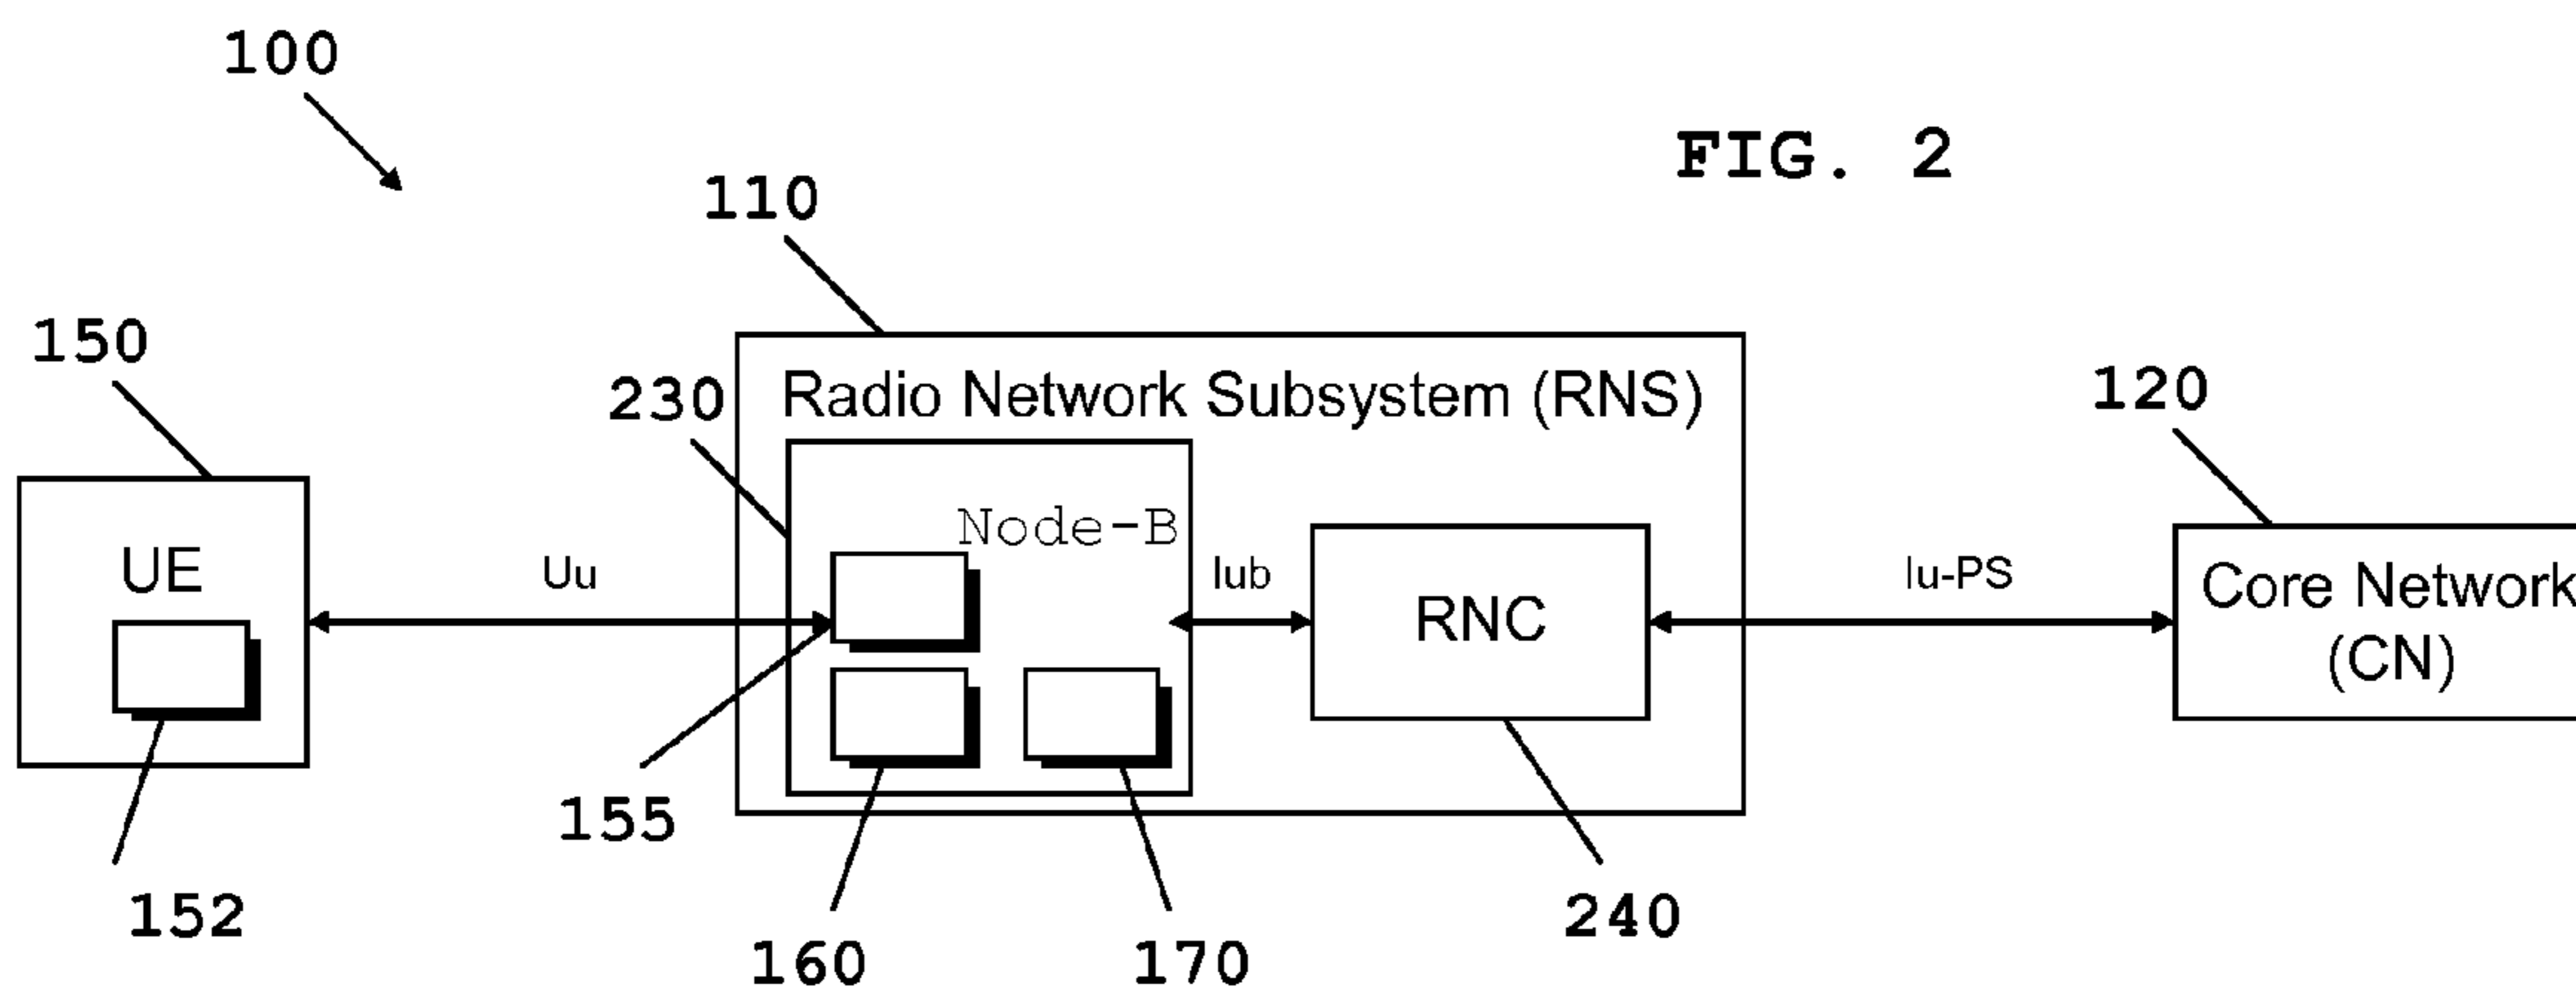 100
FIG. 2
110
150
230
Radio Network Subsystem (RNS)
120
Node-B
UE
Uu
Iub
RNC
Iu-PS
Core Network
(CN)
155
152
240
160
170